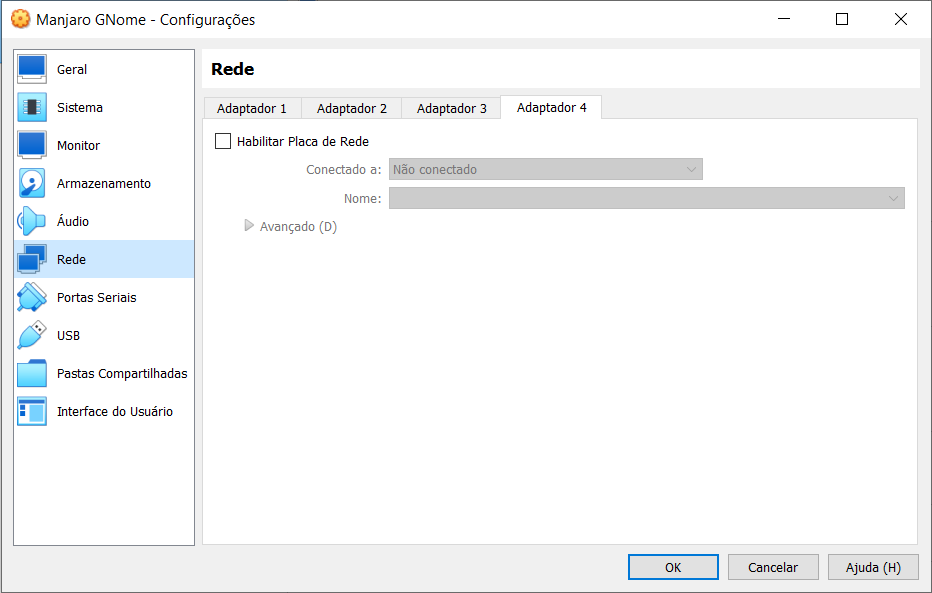 Manjaro GNome - Configurações
Geral
Sistema
Monitor
Armazenamento
Áudio
Rede
Portas Seriais
USB
Pastas Compartilhadas
Interface do Usuário
Rede
Adaptador 1 Adaptador 2 Adaptador 3 Adaptador 4
Habilitar Placa de Rede
Conectado a: Não conectado
Nome:
Avançado (D)
OK Cancelar Ajuda (H)